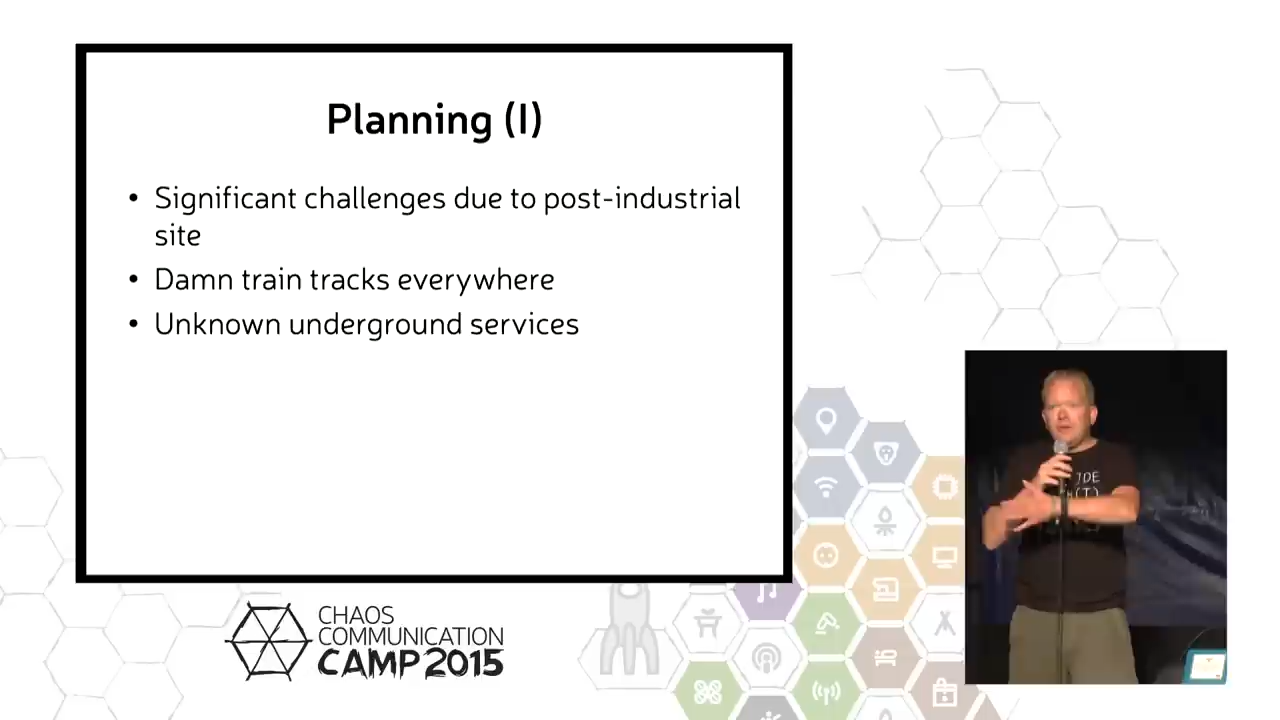 Planning (I)
• Significant challenges due to post-industrial
site
• Damn train tracks everywhere
• Unknown underground services
CHAOS
COMMUNICATION
CAMP 2015